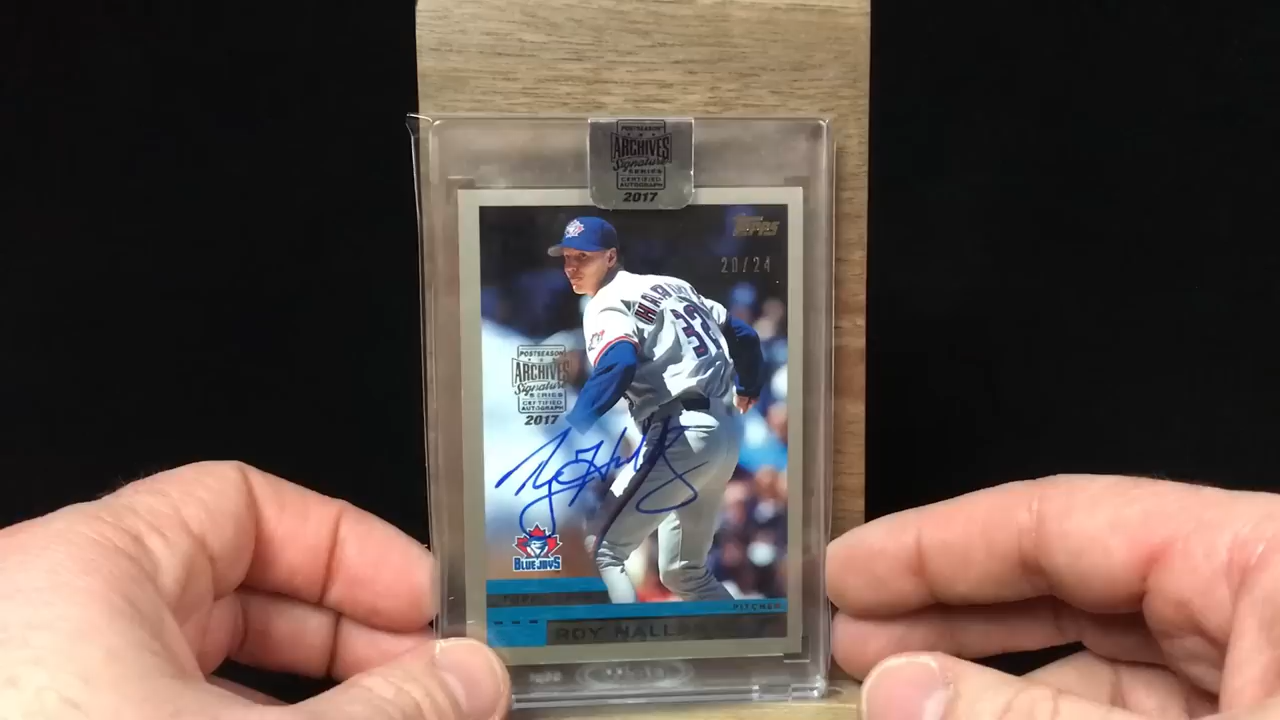 POSTSEASON
ARCHIVES
Signature
SERIES
CERTIFIED
AUTOGRAPH
2017
Topps
20/24
32
POSTSEASON
ARCHIVES
Signature
SERIES
CERTIFIED
AUTOGRAPH
2017
BLUE JAYS
PITCHER
ROY